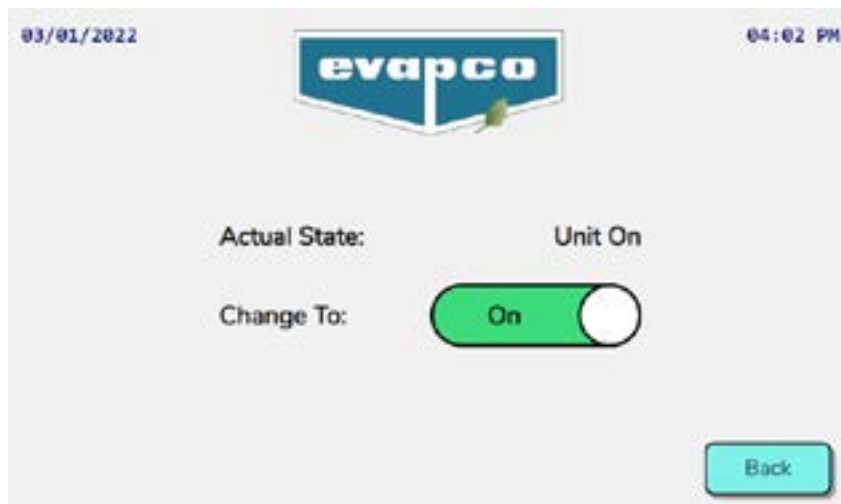 03/01/2022 04:02 PM
evapco
Actual State: Unit On
Change To: On
Back